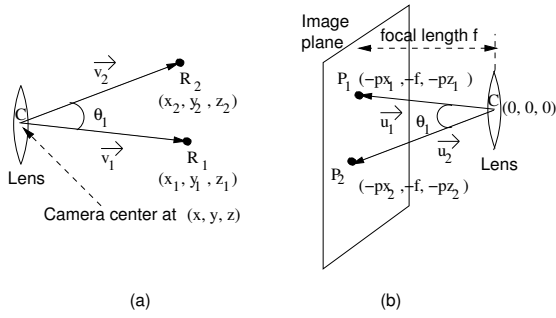 v₂
R₂
(x₂, y₂ , z₂)
C
θ₁
v₁
R₁
(x₁, y₁ , z₁)
Lens
Camera center at (x, y, z)
(a)
Image
plane
focal length f
P₁ (−px₁ ,−f, −pz₁ )
C
(0, 0, 0)
u₁
θ₁
u₂
P₂
(−px₂ ,−f, −pz₂ )
Lens
(b)